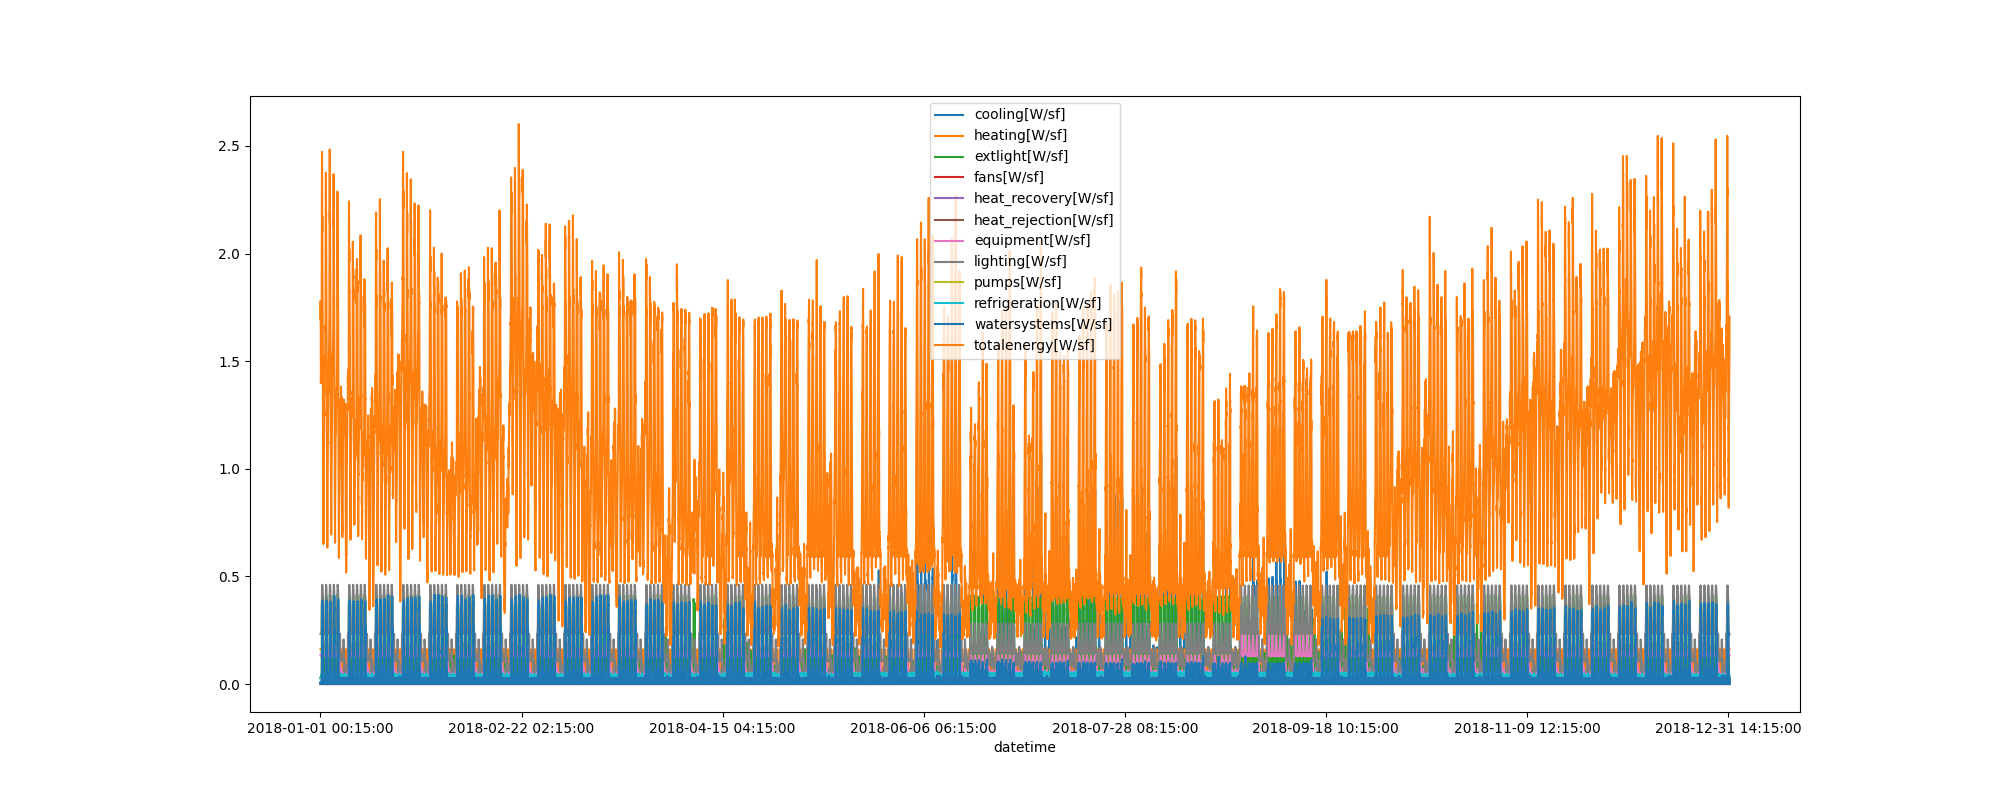 cooling[W/sf]
heating[W/sf]
extlight[W/sf]
fans[W/sf]
heat_recovery[W/sf]
heat_rejection[W/sf]
equipment[W/sf]
lighting[W/sf]
pumps[W/sf]
refrigeration[W/sf]
watersystems[W/sf]
totalenergy[W/sf]
2.5
2.0
1.5
1.0
0.5
0.0
2018-01-01 00:15:00 2018-02-22 02:15:00 2018-04-15 04:15:00 2018-06-06 06:15:00 2018-07-28 08:15:00 2018-09-18 10:15:00 2018-11-09 12:15:00 2018-12-31 14:15:00
datetime